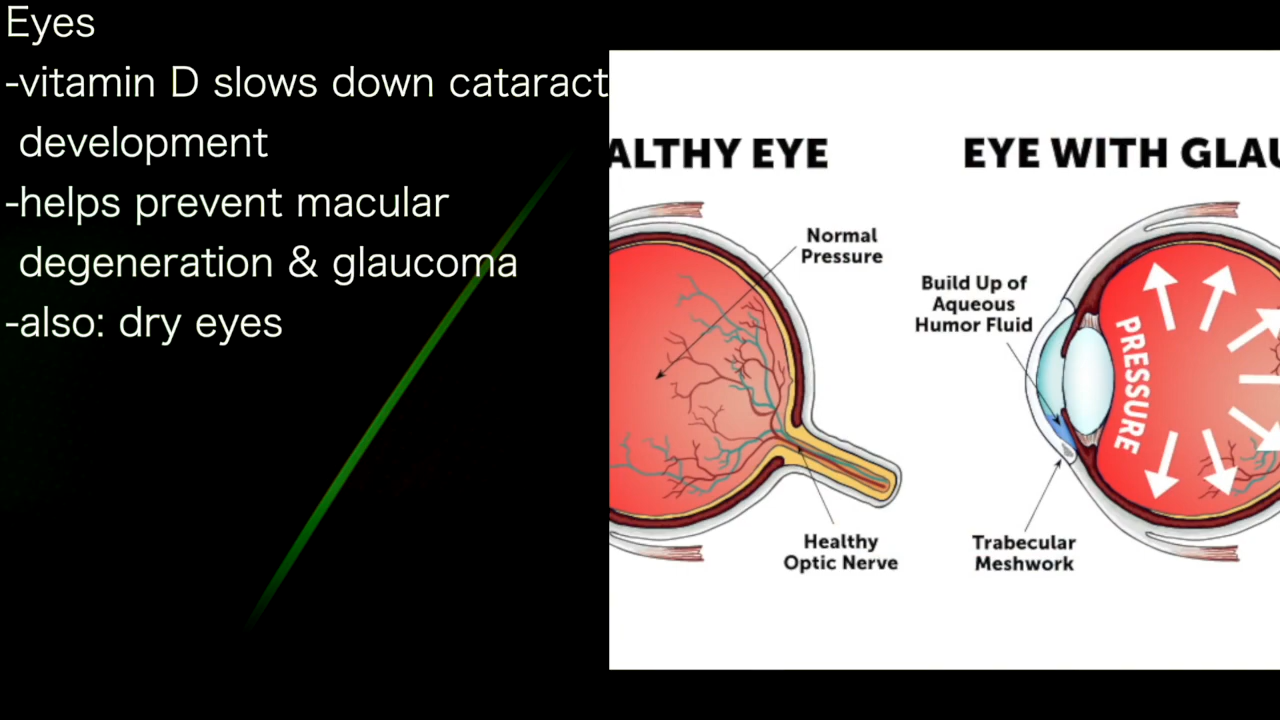 Eyes
-vitamin D slows down cataract
development
-helps prevent macular
degeneration & glaucoma
-also: dry eyes
ALTHY EYE
EYE WITH GLAU
Normal
Pressure
Build Up of
Aqueous
Humor Fluid
PRESSURE
Healthy
Optic Nerve
Trabecular
Meshwork